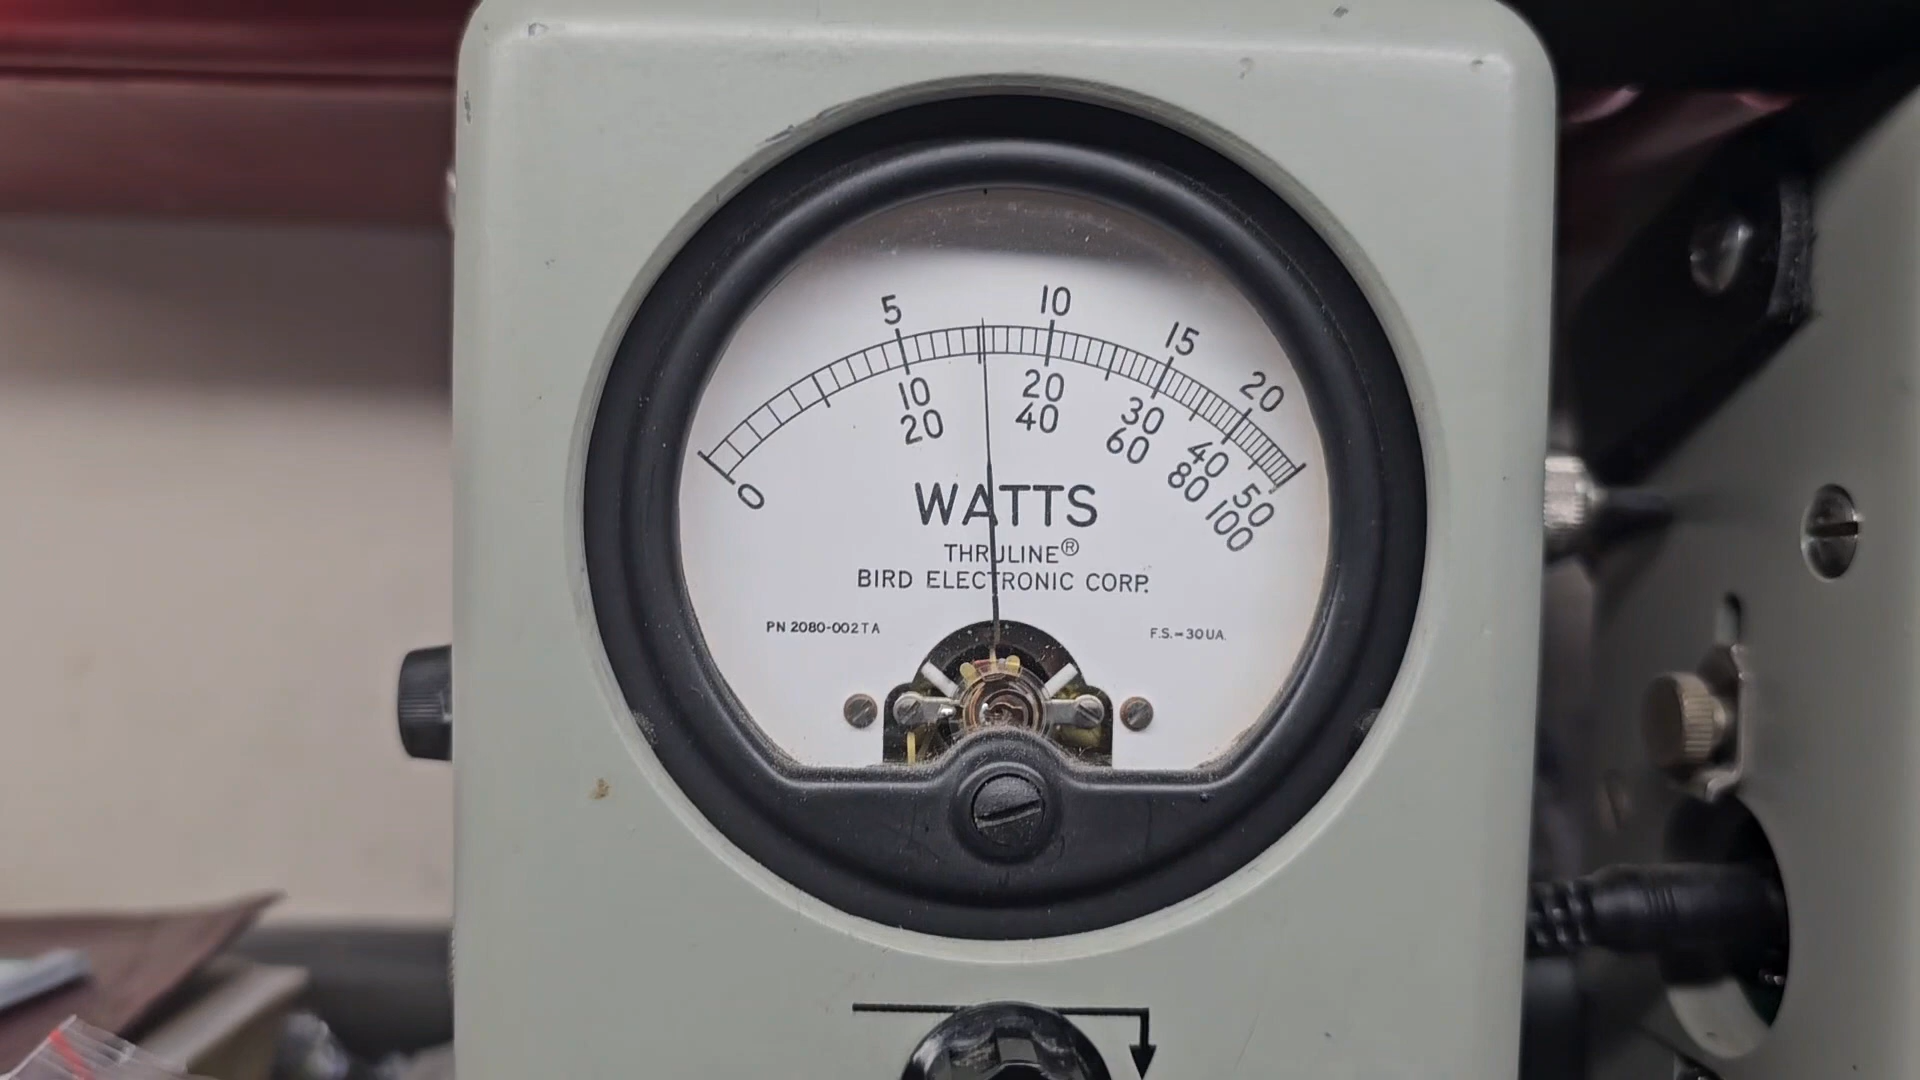 5 10 15 20
0 10 20 30 40 50
20 40 60 80 100
WATTS
THRULINE®
BIRD ELECTRONIC CORP.
PN 2080-002TA
F.S.=30UA.